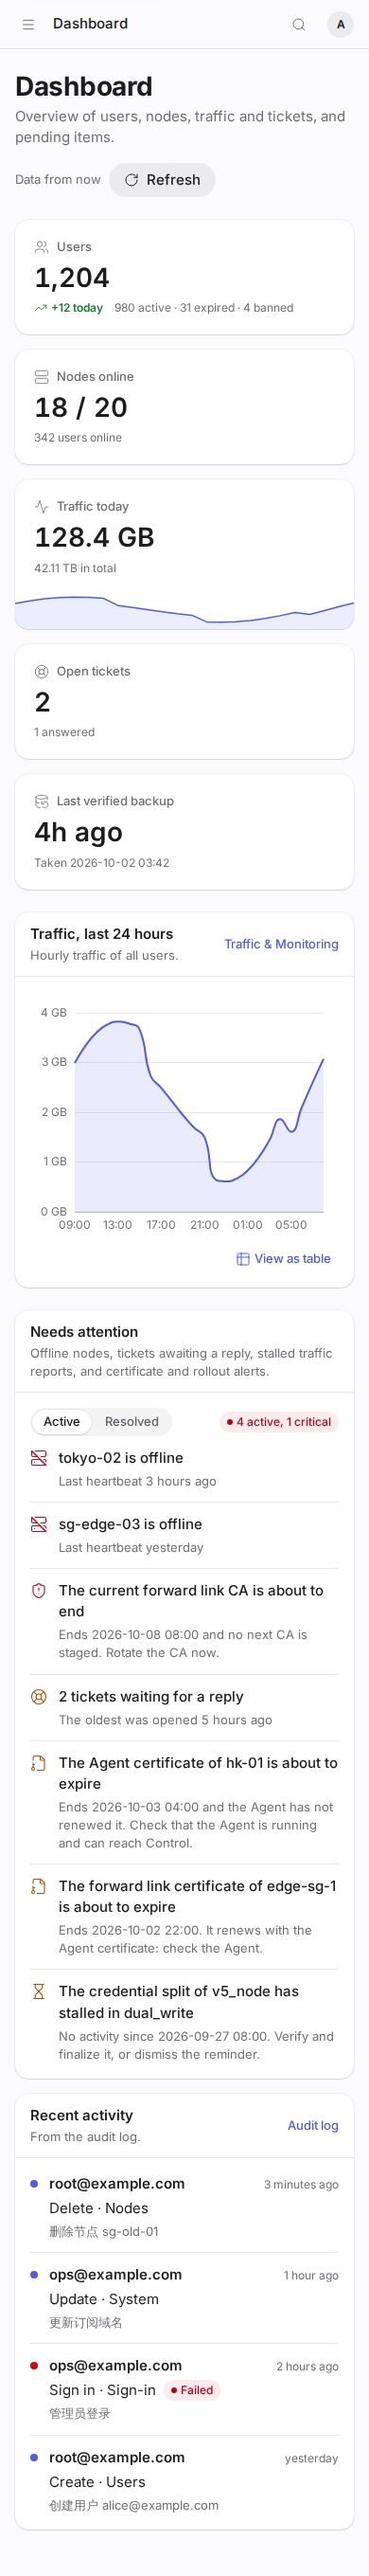 Dashboard
A
Dashboard
Overview of users, nodes, traffic and tickets, and
pending items.
Data from now
Refresh
Users
1,204
+12 today 980 active · 31 expired · 4 banned
Nodes online
18 / 20
342 users online
Traffic today
128.4 GB
42.11 TB in total
Open tickets
2
1 answered
Last verified backup
4h ago
Taken 2026-10-02 03:42
Traffic, last 24 hours
Traffic & Monitoring
Hourly traffic of all users.
4 GB
3 GB
2 GB
1 GB
0 GB
09:00 13:00 17:00 21:00 01:00 05:00
View as table
Needs attention
Offline nodes, tickets awaiting a reply, stalled traffic
reports, and certificate and rollout alerts.
Active Resolved 4 active, 1 critical
tokyo-02 is offline
Last heartbeat 3 hours ago
sg-edge-03 is offline
Last heartbeat yesterday
The current forward link CA is about to
end
Ends 2026-10-08 08:00 and no next CA is
staged. Rotate the CA now.
2 tickets waiting for a reply
The oldest was opened 5 hours ago
The Agent certificate of hk-01 is about to
expire
Ends 2026-10-03 04:00 and the Agent has not
renewed it. Check that the Agent is running
and can reach Control.
The forward link certificate of edge-sg-1
is about to expire
Ends 2026-10-02 22:00. It renews with the
Agent certificate: check the Agent.
The credential split of v5_node has
stalled in dual_write
No activity since 2026-09-27 08:00. Verify and
finalize it, or dismiss the reminder.
Recent activity
Audit log
From the audit log.
root@example.com 3 minutes ago
Delete · Nodes
删除节点 sg-old-01
ops@example.com 1 hour ago
Update · System
更新订阅域名
ops@example.com 2 hours ago
Sign in · Sign-in Failed
管理员登录
root@example.com yesterday
Create · Users
创建用户 alice@example.com